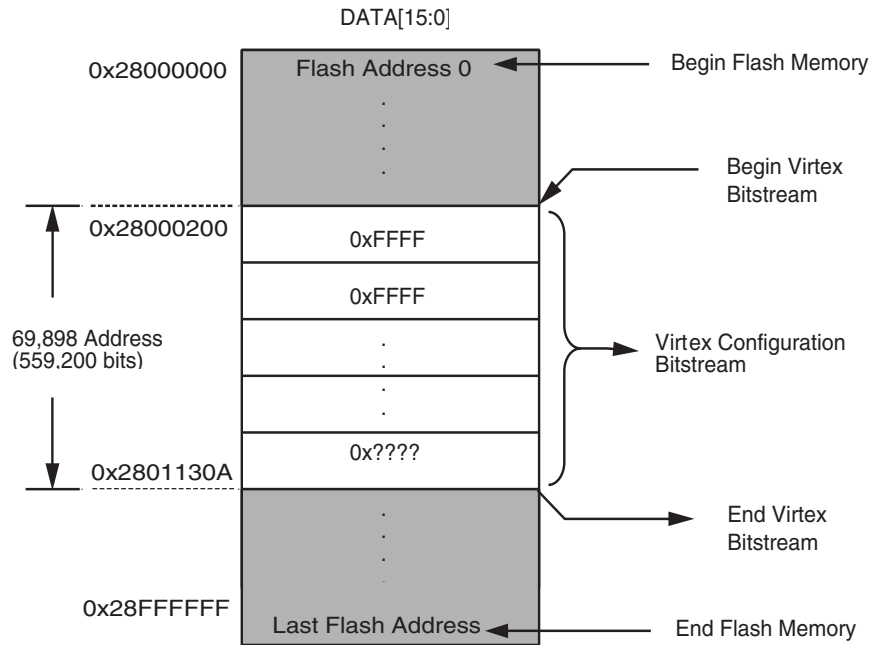 DATA[15:0]
0x28000000
Flash Address 0
Begin Flash Memory
Begin Virtex
Bitstream
0x28000200
0xFFFF
0xFFFF
69,898 Address
(559,200 bits)
Virtex Configuration
Bitstream
0x????
0x2801130A
End Virtex
Bitstream
0x28FFFFFF
Last Flash Address
End Flash Memory